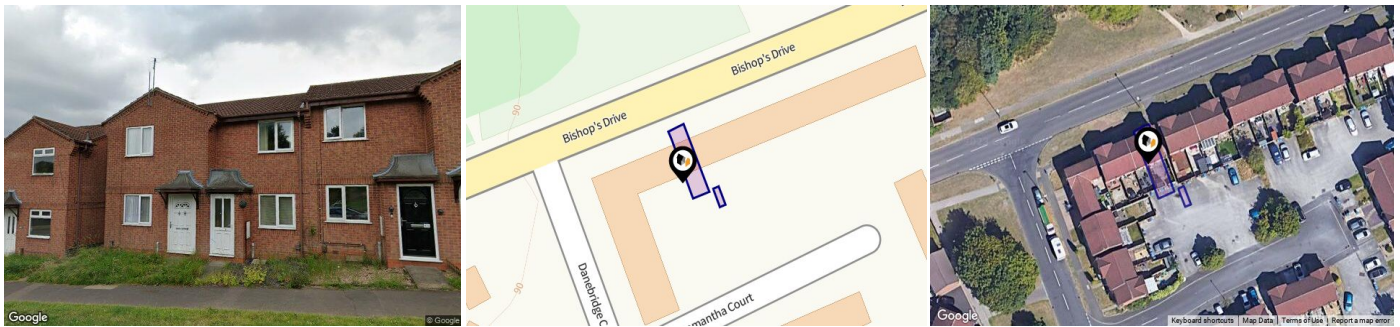 Google
© Google
Bishop's Drive
90
Bishop's Drive
90
Danebridge C
mantha Court
Google
Keyboard shortcuts
Map Data
Terms of Use
Report a map error